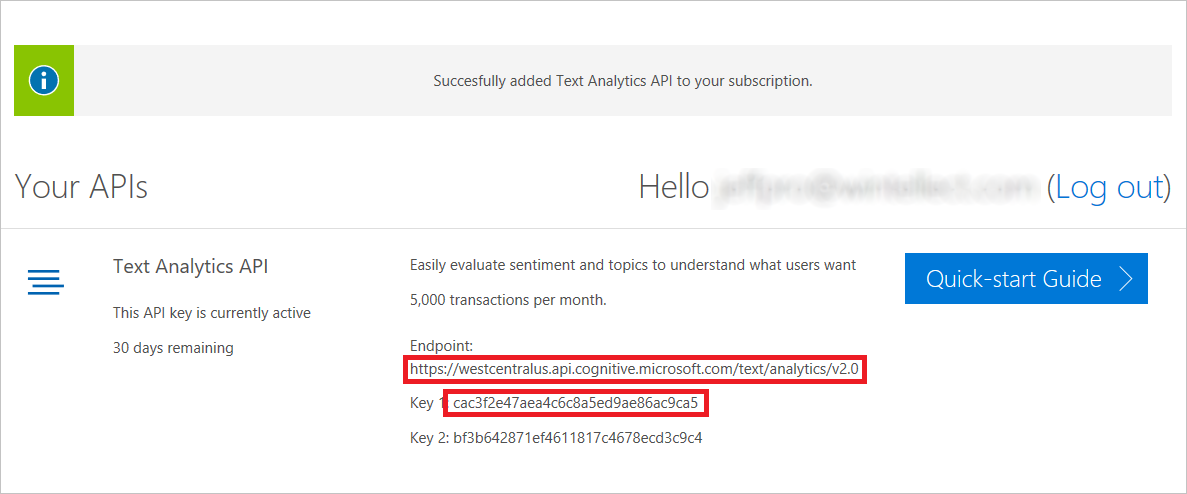 Succesfully added Text Analytics API to your subscription.
Your APIs
Hello (Log out)
Text Analytics API
This API key is currently active
30 days remaining
Easily evaluate sentiment and topics to understand what users want
5,000 transactions per month.
Endpoint:
https://westcentralus.api.cognitive.microsoft.com/text/analytics/v2.0
Key 1: cac3f2e47aea4c6c8a5ed9ae86ac9ca5
Key 2: bf3b642871ef4611817c4678ecd3c9c4
Quick-start Guide